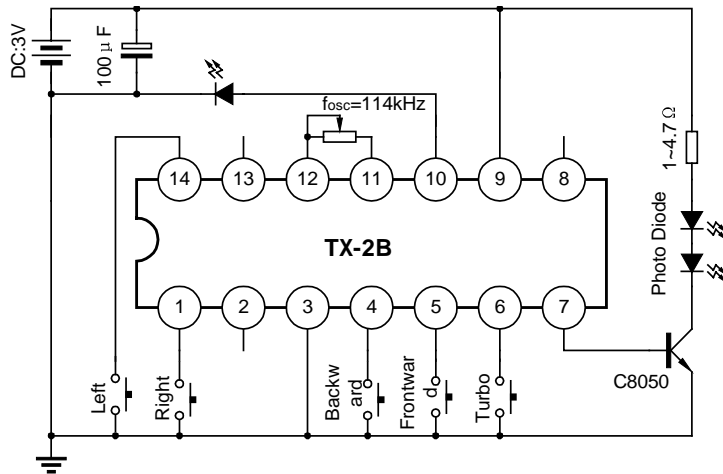 DC:3V
100 μ F
fosc=114kHz
1~4.7 Ω
14
13
12
11
10
9
8
TX-2B
Photo Diode
1
2
3
4
5
6
7
Left
Right
Backw
ard
Frontwar
d
Turbo
C8050